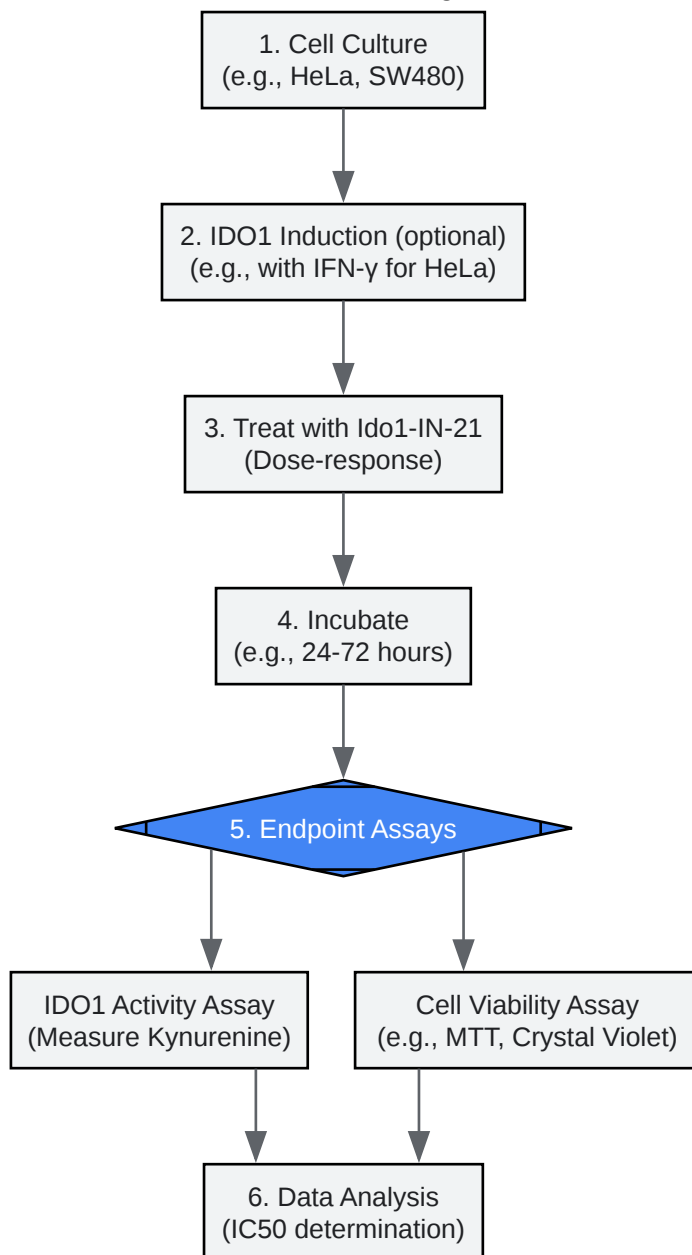 1. Cell Culture
(e.g., HeLa, SW480)
2. IDO1 Induction (optional)
(e.g., with IFN-γ for HeLa)
3. Treat with Ido1-IN-21
(Dose-response)
4. Incubate
(e.g., 24-72 hours)
5. Endpoint Assays
IDO1 Activity Assay
(Measure Kynurenine)
Cell Viability Assay
(e.g., MTT, Crystal Violet)
6. Data Analysis
(IC50 determination)